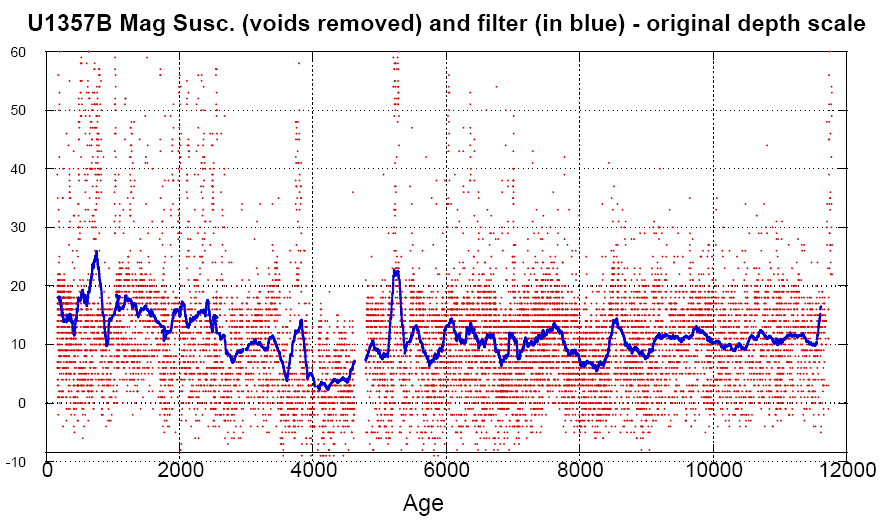 U1357B Mag Susc. (voids removed) and filter (in blue) - original depth scale
60
50
40
30
20
10
0
-10
0 2000 4000 6000 8000 10000 12000
Age